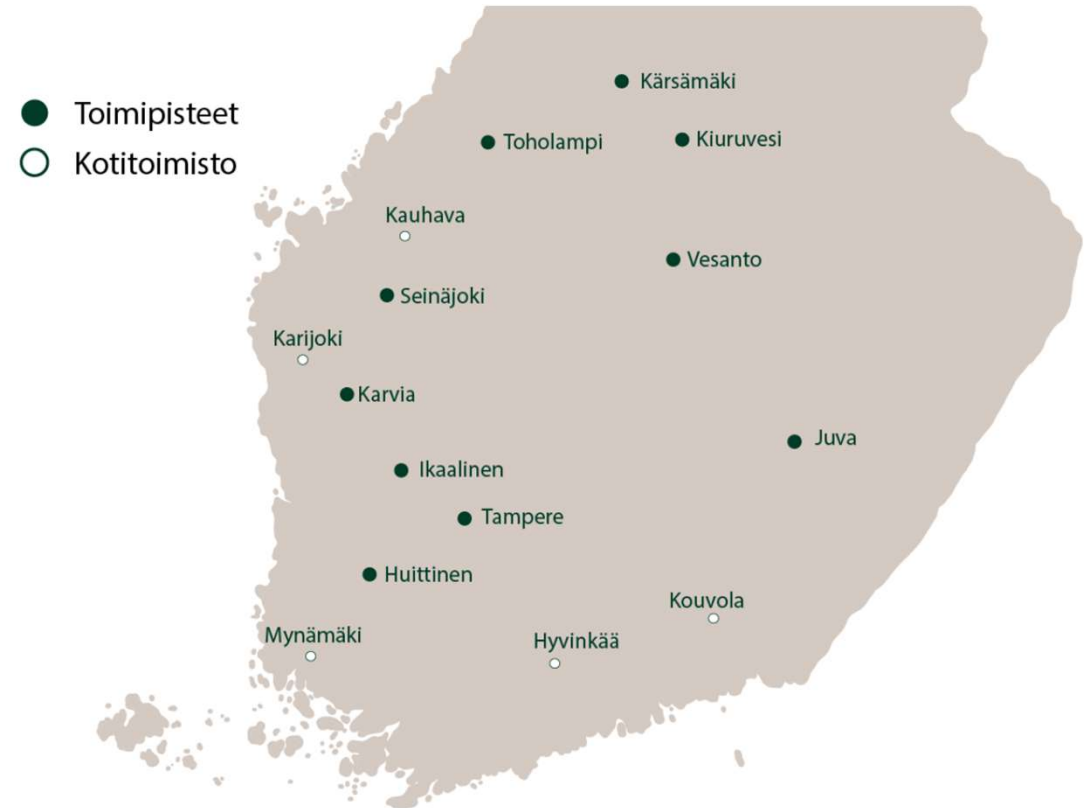 Toimipisteet
Kotitoimisto
Kärsämäki
Toholampi
Kiuruvesi
Kauhava
Vesanto
Seinäjoki
Karijoki
Karvia
Juva
Ikaalinen
Tampere
Huittinen
Kouvola
Mynämäki
Hyvinkää